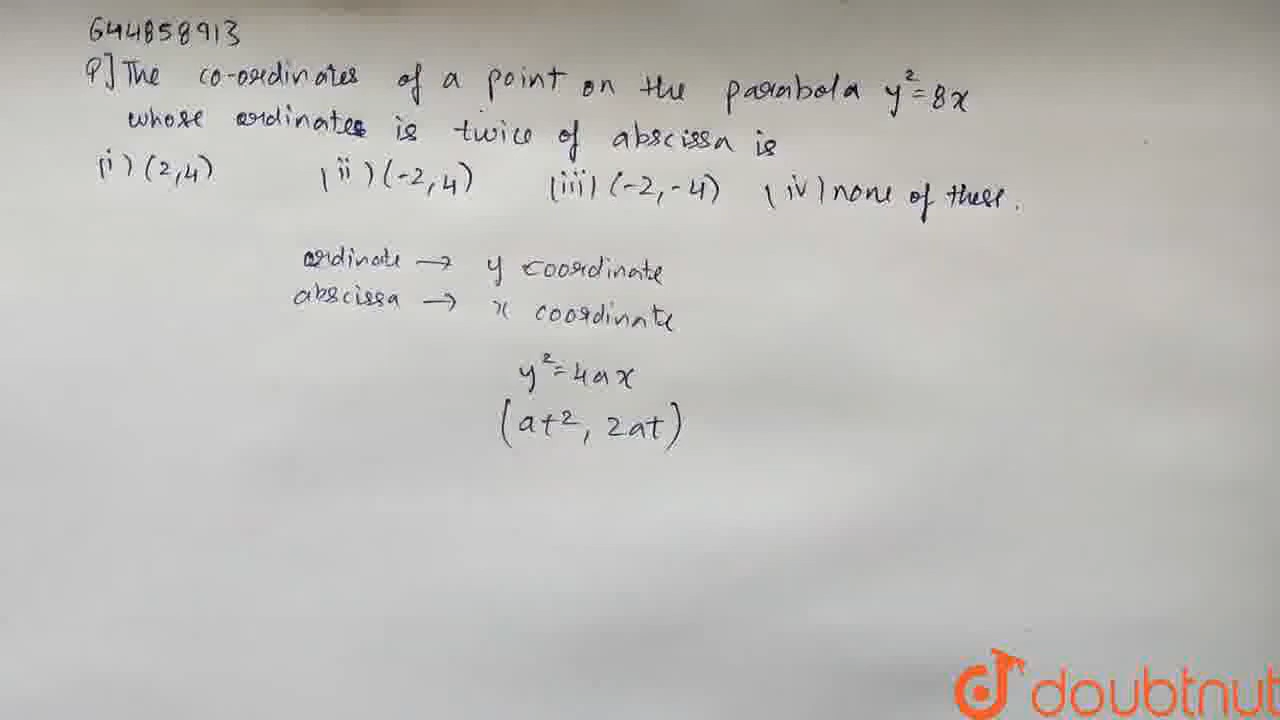 644858913
Q] The co-ordinates of a point on the parabola y²=8x
whose ordinates is twice of abscissa is
(i) (2,4) (ii) (-2,4) (iii) (-2,-4) (iv) none of these.
ordinate → y coordinate
abscissa → x coordinate
y²=4ax
(at², 2at)
doubtnut